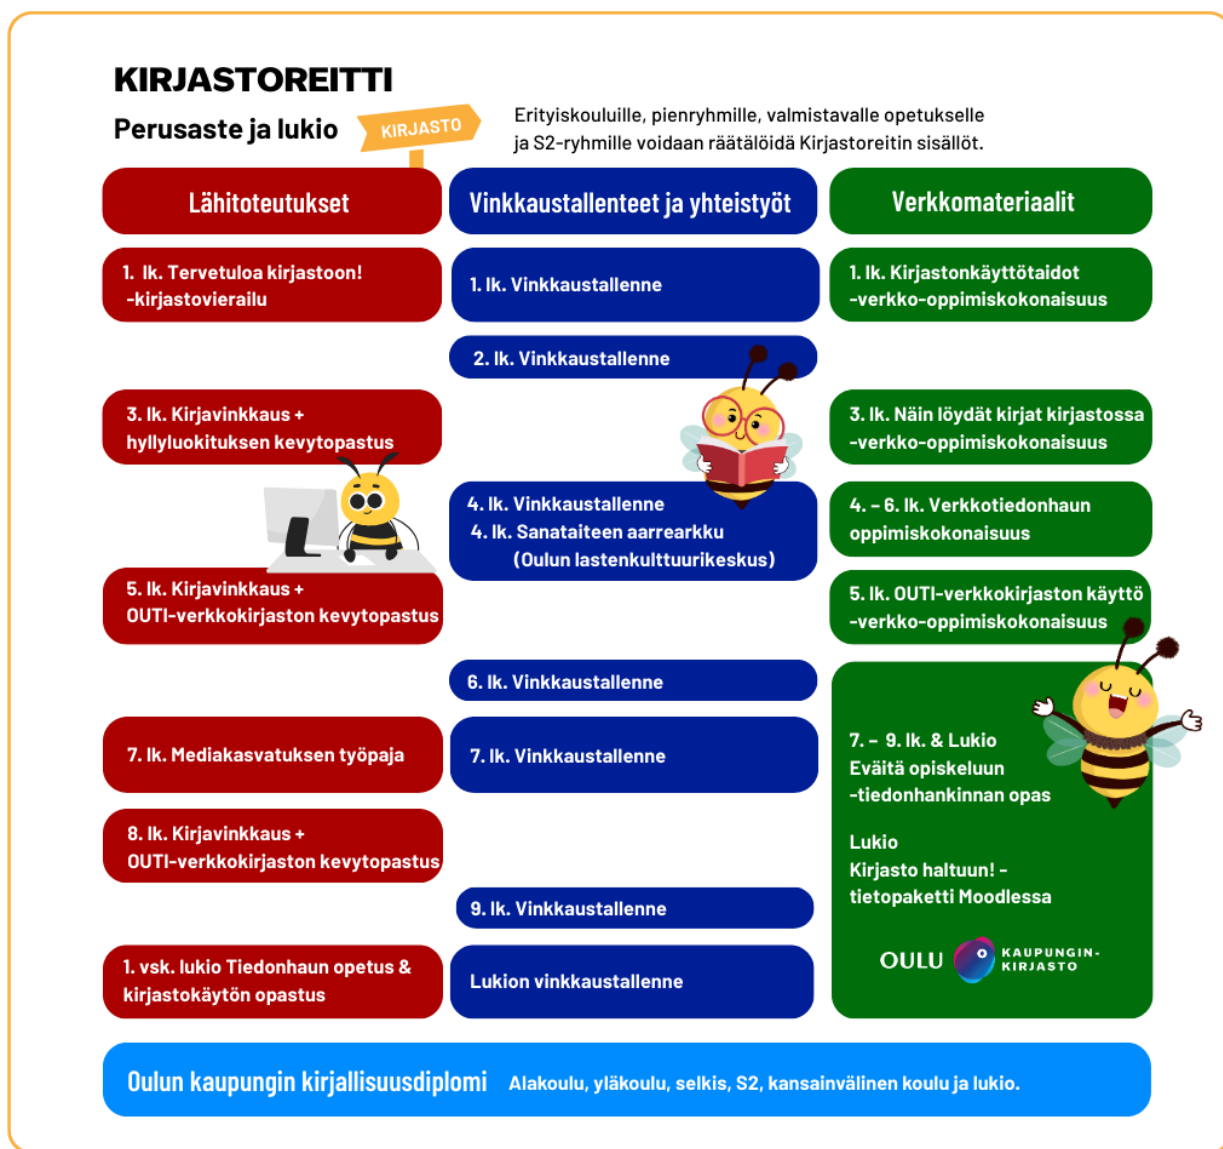 KIRJASTOREITTI
Perusaste ja lukio
KIRJASTO
Erityiskouluille, pienryhmille, valmistavalle opetukselle
ja S2-ryhmille voidaan räätälöidä Kirjastoreitin sisällöt.
Lähitoteutukset
Vinkkaustallenteet ja yhteistyöt
Verkkomateriaalit
1. lk. Tervetuloa kirjastoon!
-kirjastovierailu
1. lk. Vinkkaustallenne
1. lk. Kirjastonkäyttötaidot
-verkko-oppimiskokonaisuus
2. lk. Vinkkaustallenne
3. lk. Kirjavinkkaus +
hyllyluokituksen kevytopastus
3. lk. Näin löydät kirjat kirjastossa
-verkko-oppimiskokonaisuus
4. lk. Vinkkaustallenne
4. lk. Sanataiteen aarrearkku
(Oulun lastenkulttuurikeskus)
4. – 6. lk. Verkkotiedonhaun
oppimiskokonaisuus
5. lk. Kirjavinkkaus +
OUTI-verkkokirjaston kevytopastus
5. lk. OUTI-verkkokirjaston käyttö
-verkko-oppimiskokonaisuus
6. lk. Vinkkaustallenne
7. lk. Mediakasvatuksen työpaja
7. lk. Vinkkaustallenne
7. – 9. lk. & Lukio
Eväitä opiskeluun
-tiedonhankinnan opas
8. lk. Kirjavinkkaus +
OUTI-verkkokirjaston kevytopastus
Lukio
Kirjasto haltuun! -
tietopaketti Moodlessa
9. lk. Vinkkaustallenne
1. vsk. lukio Tiedonhaun opetus &
kirjastokäytön opastus
Lukion vinkkaustallenne
OULU
KAUPUNGIN-
KIRJASTO
Oulun kaupungin kirjallisuusdiplomi Alakoulu, yläkoulu, selkis, S2, kansainvälinen koulu ja lukio.